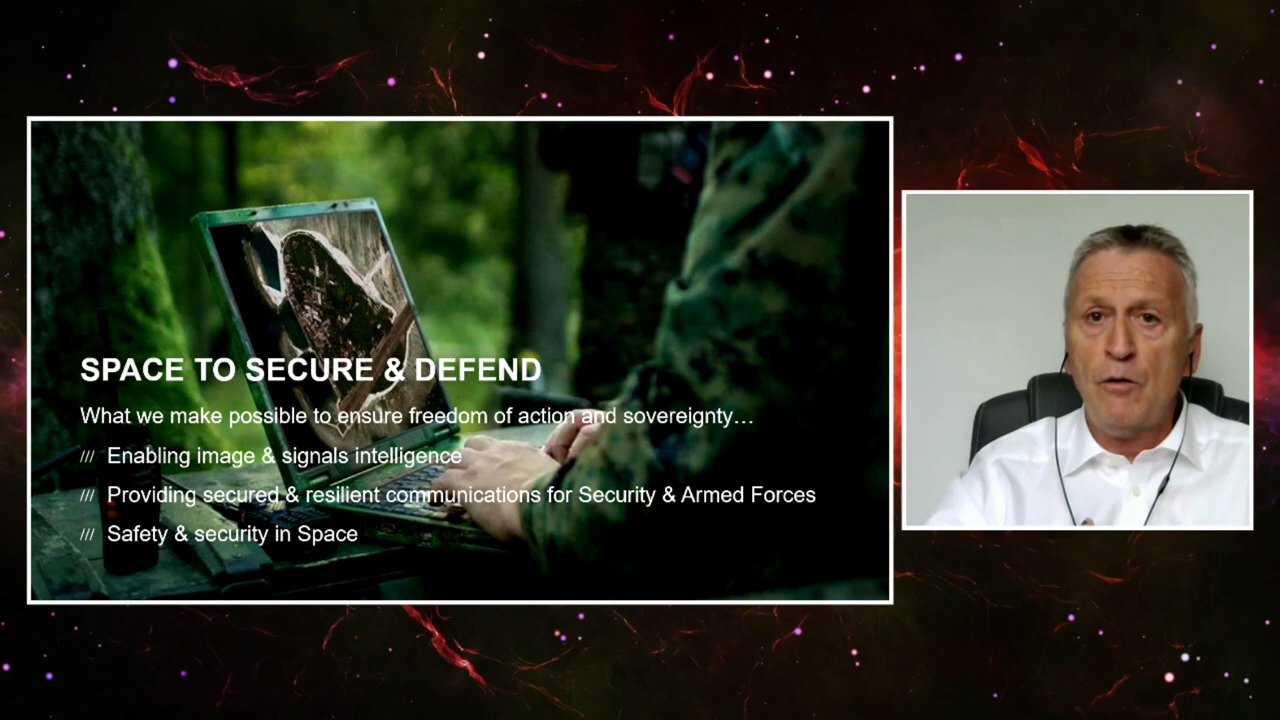 SPACE TO SECURE & DEFEND
What we make possible to ensure freedom of action and sovereignty…
/// Enabling image & signals intelligence
/// Providing secured & resilient communications for Security & Armed Forces
/// Safety & security in Space